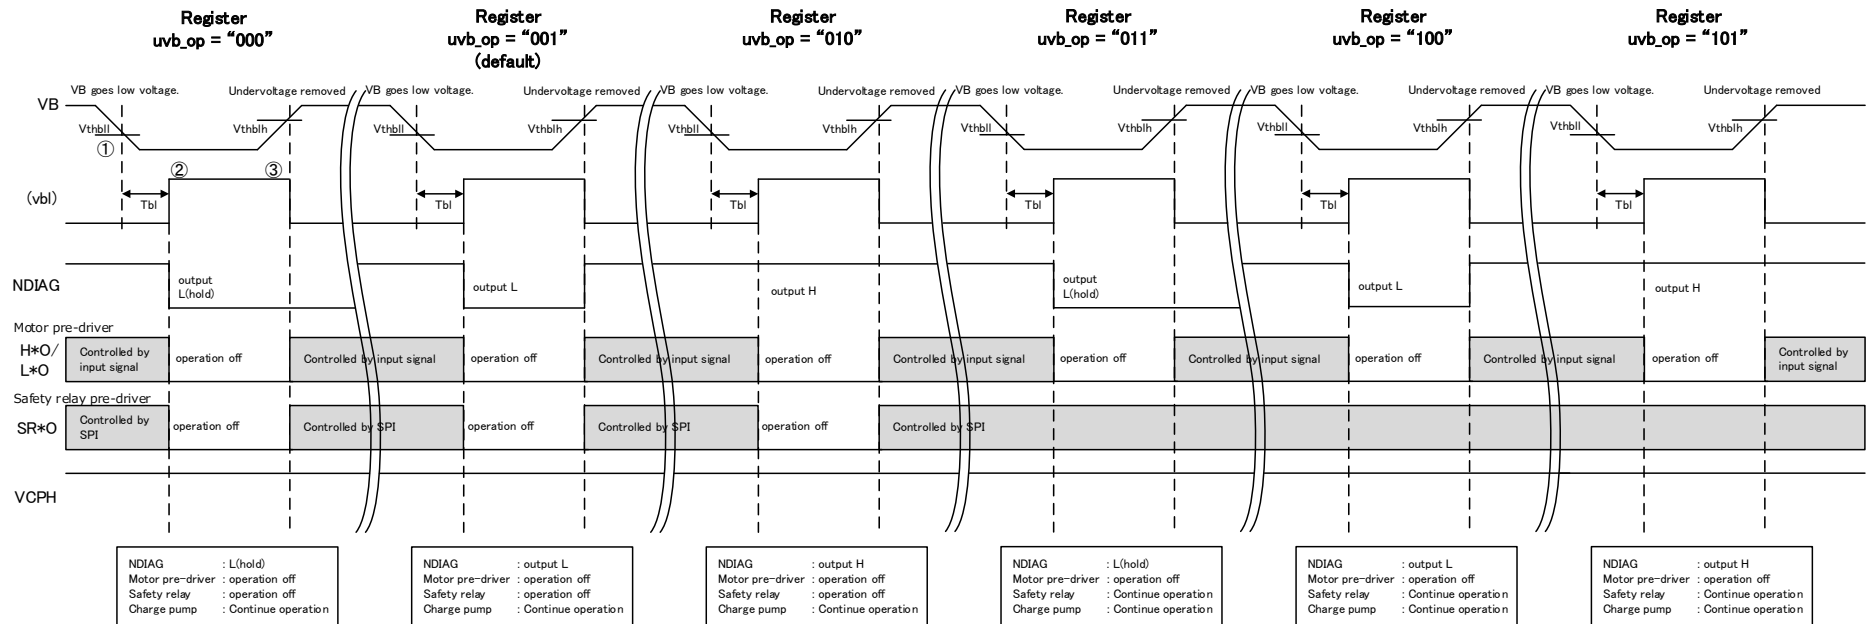 Register
uvb_op = “000”
Register
uvb_op = “001”
(default)
Register
uvb_op = “010”
Register
uvb_op = “011”
Register
uvb_op = “100”
Register
uvb_op = “101”
VB goes low voltage. Undervoltage removed VB goes low voltage. Undervoltage removed VB goes low voltage. Undervoltage removed VB goes low voltage. Undervoltage removed VB goes low voltage. Undervoltage removed VB goes low voltage. Undervoltage removed
VB
Vthbll Vthblh Vthbll Vthblh Vthbll Vthblh Vthbll Vthblh Vthbll Vthblh Vthbll Vthblh
①
② ③
(vbl)
Tbl Tbl Tbl Tbl Tbl Tbl
NDIAG
output
L(hold)
output L
output H
output
L(hold)
output L
output H
Motor pre-driver
H*O/
L*O
Controlled by
input signal
operation off Controlled by input signal operation off Controlled by input signal operation off Controlled by input signal operation off Controlled by input signal operation off Controlled by input signal operation off
Controlled by
input signal
Safety relay pre-driver
SR*O
Controlled by
SPI
operation off Controlled by SPI operation off Controlled by SPI operation off Controlled by SPI
VCPH
NDIAG : L(hold)
Motor pre-driver : operation off
Safety relay : operation off
Charge pump : Continue operation
NDIAG : output L
Motor pre-driver : operation off
Safety relay : operation off
Charge pump : Continue operation
NDIAG : output H
Motor pre-driver : operation off
Safety relay : operation off
Charge pump : Continue operation
NDIAG : L(hold)
Motor pre-driver : operation off
Safety relay : Continue operation
Charge pump : Continue operation
NDIAG : output L
Motor pre-driver : operation off
Safety relay : Continue operation
Charge pump : Continue operation
NDIAG : output H
Motor pre-driver : operation off
Safety relay : Continue operation
Charge pump : Continue operation